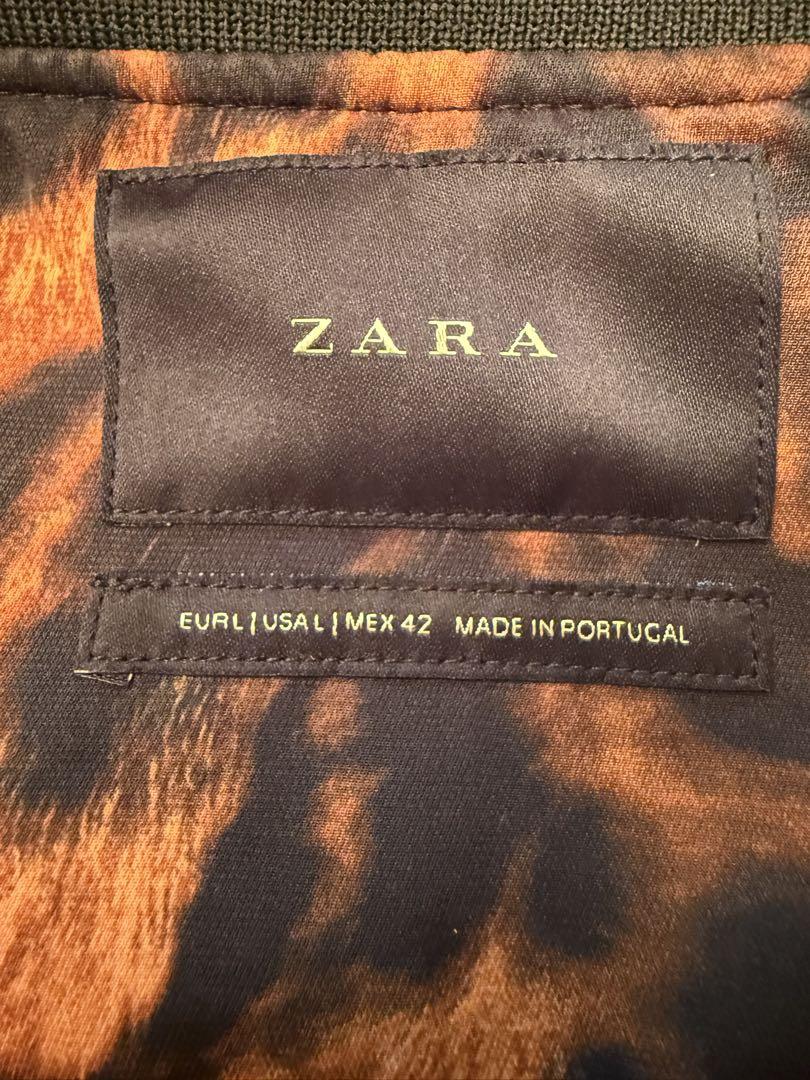 ZARA
EUR L | USA L | MEX 42 MADE IN PORTUGAL